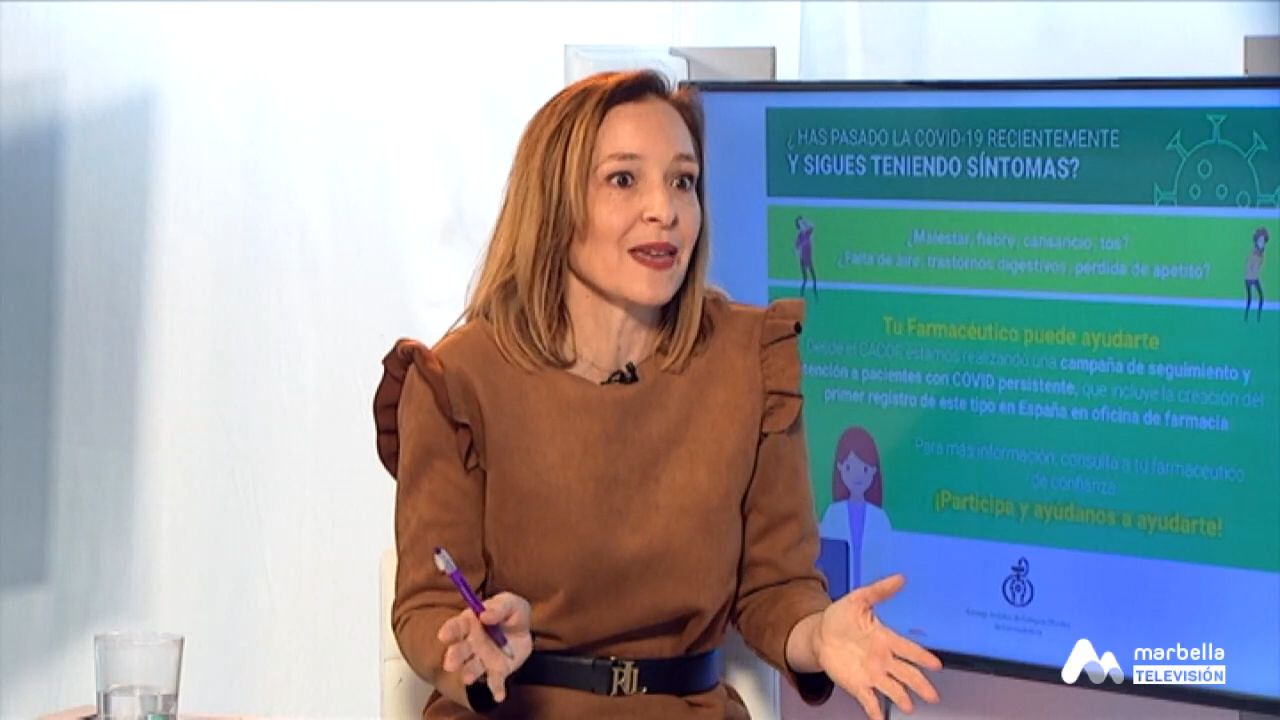 ¿HAS PASADO LA COVID-19 RECIENTEMENTE
Y SIGUES TENIENDO SÍNTOMAS?
¿Malestar, fiebre, cansancio, tos?
¿Falta de aire, trastornos digestivos, pérdida de apetito?
Tu Farmacéutico puede ayudarte
Desde el CACOF estamos realizando una campaña de seguimiento y
tención a pacientes con COVID persistente, que incluye la creación del
primer registro de este tipo en España en oficina de farmacia
Para más información, consulta a tu farmacéutico
de confianza
¡Participa y ayúdanos a ayudarte!
RLL
marbella
TELEVISIÓN